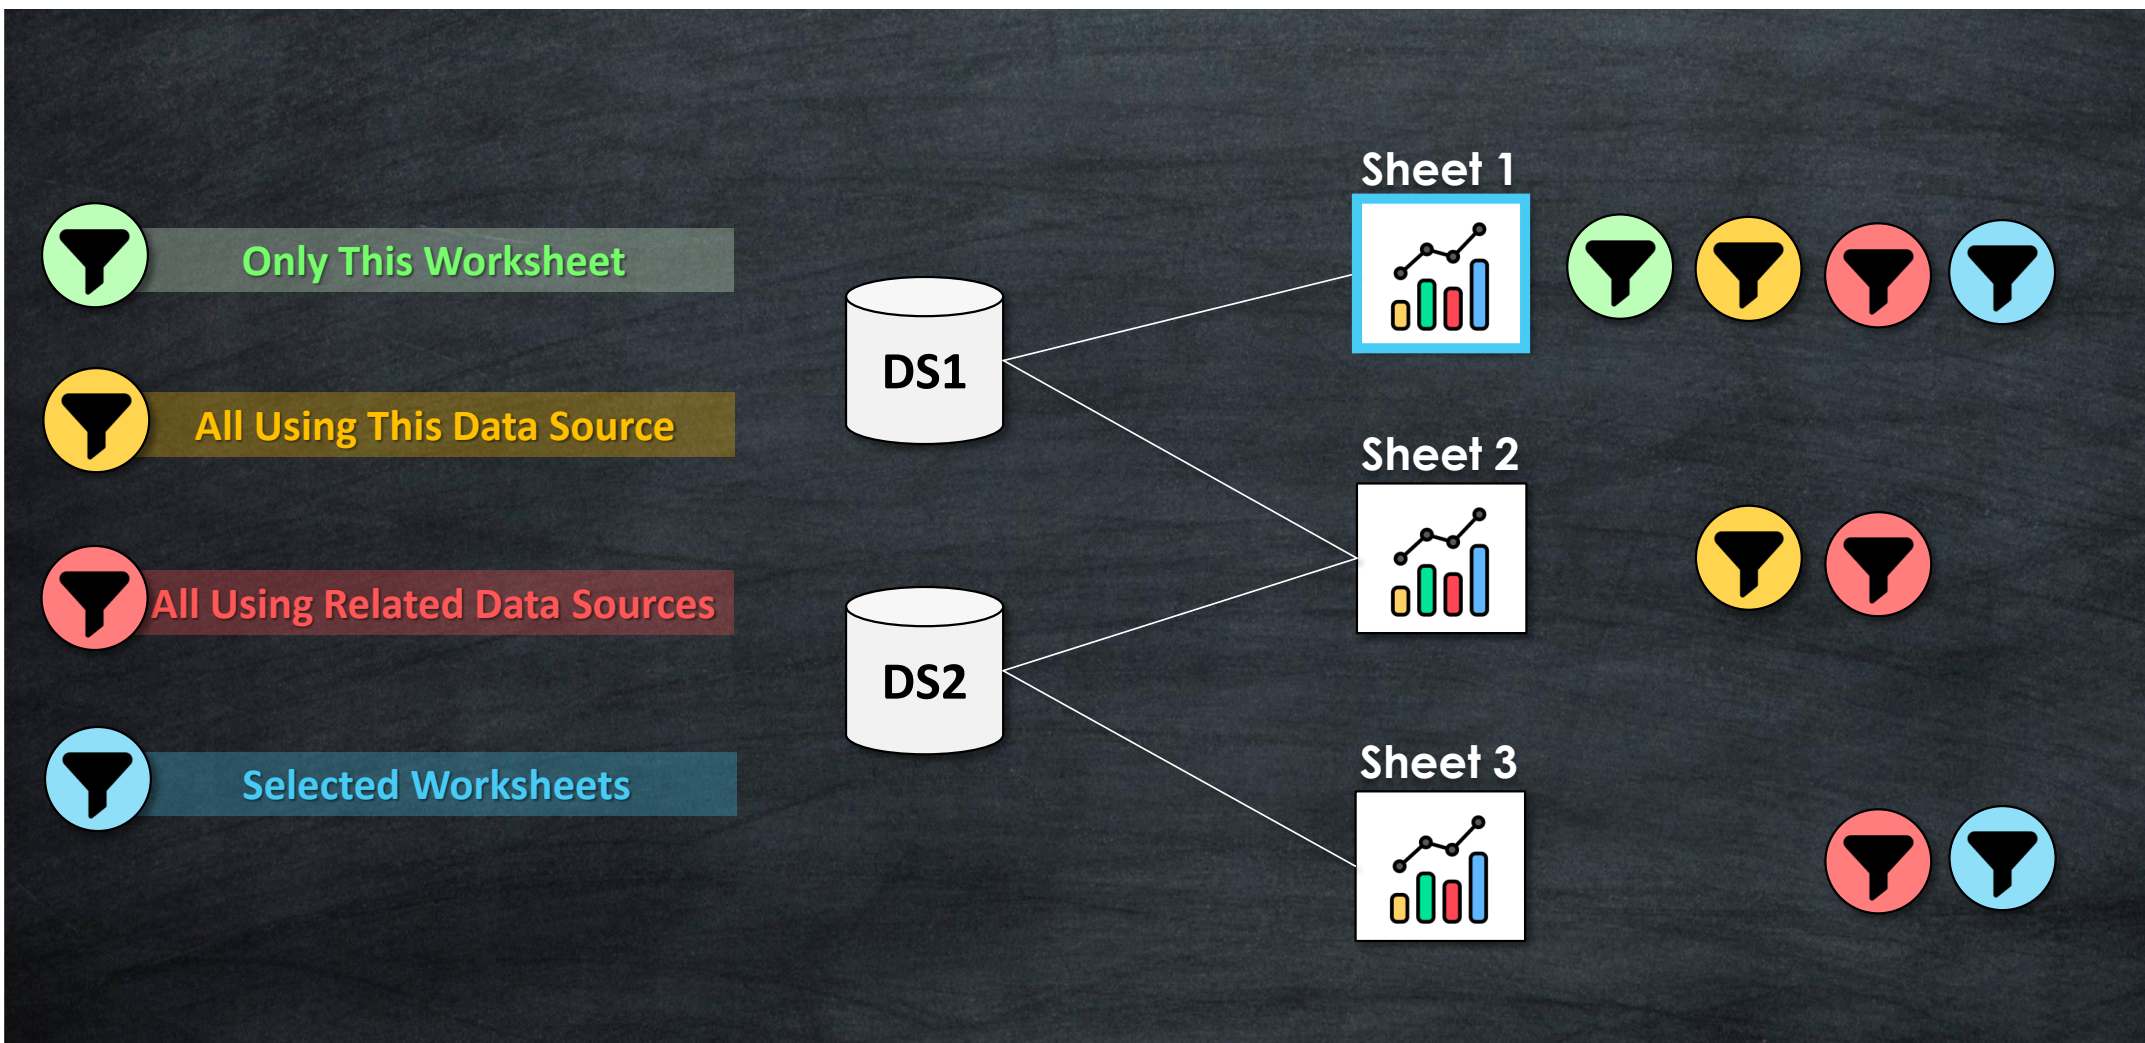 Only This Worksheet
All Using This Data Source
All Using Related Data Sources
Selected Worksheets
DS1
DS2
Sheet 1
Sheet 2
Sheet 3